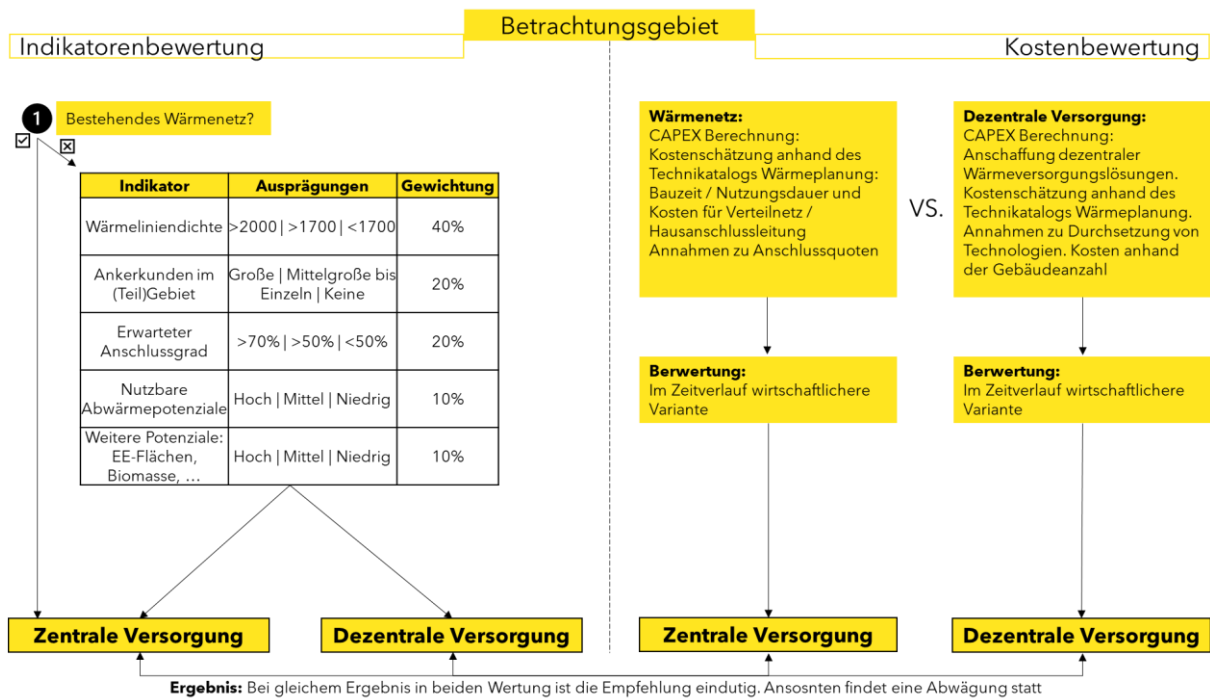 Betrachtungsgebiet
Indikatorenbewertung
Kostenbewertung
1
Bestehendes Wärmenetz?
Indikator
Ausprägungen
Gewichtung
Wärmeliniendichte
>2000 | >1700 | <1700
40%
Ankerkunden im
(Teil)Gebiet
Große | Mittelgroße bis
Einzeln | Keine
20%
Erwarteter
Anschlussgrad
>70% | >50% | <50%
20%
Nutzbare
Abwärmepotenziale
Hoch | Mittel | Niedrig
10%
Weitere Potenziale:
EE-Flächen,
Biomasse, …
Hoch | Mittel | Niedrig
10%
Wärmenetz:
CAPEX Berechnung:
Kostenschätzung anhand des
Technikatalogs Wärmeplanung:
Bauzeit / Nutzungsdauer und
Kosten für Verteilnetz /
Hausanschlussleitung
Annahmen zu Anschlussquoten
VS.
Dezentrale Versorgung:
CAPEX Berechnung:
Anschaffung dezentraler
Wärmeversorgungslösungen.
Kostenschätzung anhand des
Technikatalogs Wärmeplanung.
Annahmen zu Durchsetzung von
Technologien. Kosten anhand
der Gebäudeanzahl
Berwertung:
Im Zeitverlauf wirtschaftlichere
Variante
Berwertung:
Im Zeitverlauf wirtschaftlichere
Variante
Zentrale Versorgung
Dezentrale Versorgung
Zentrale Versorgung
Dezentrale Versorgung
Ergebnis: Bei gleichem Ergebnis in beiden Wertung ist die Empfehlung eindutig. Ansosnten findet eine Abwägung statt